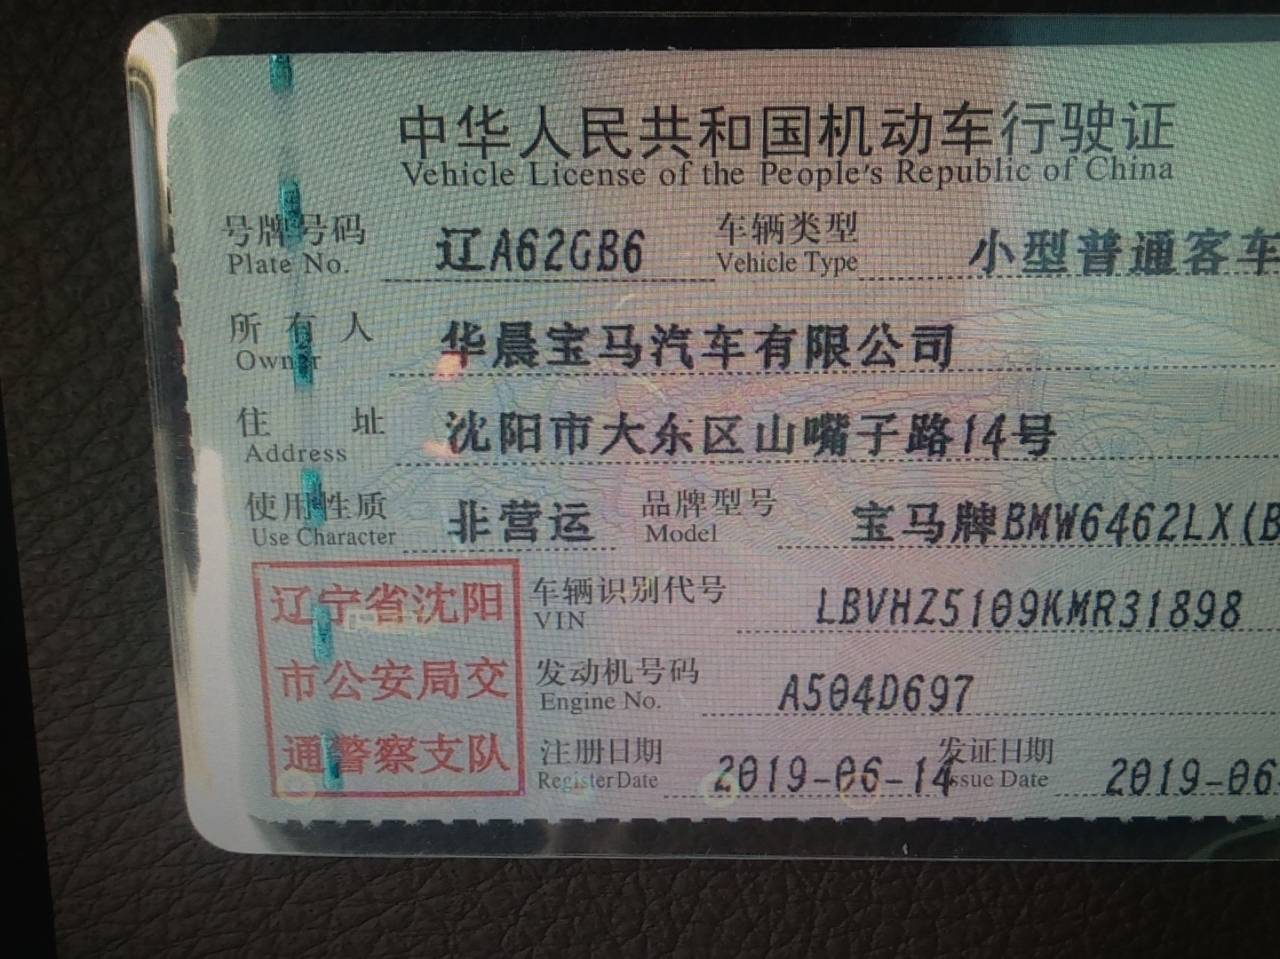 中华人民共和国机动车行驶证
Vehicle License of the People's Republic of China
号牌号码 辽A62GB6 车辆类型 小型普通客车
Plate No. Vehicle Type
所有人 华晨宝马汽车有限公司
Owner
住址 沈阳市大东区山嘴子路14号
Address
使用性质 非营运 品牌型号 宝马牌BMW6462LX(B
Use Character Model
辽宁省沈阳
市公安局交
通警察支队
车辆识别代号 LBVHZ5109KMR31898
VIN
发动机号码 A504D697
Engine No.
注册日期 2019-06-14 发证日期 2019-06
Register Date Issue Date